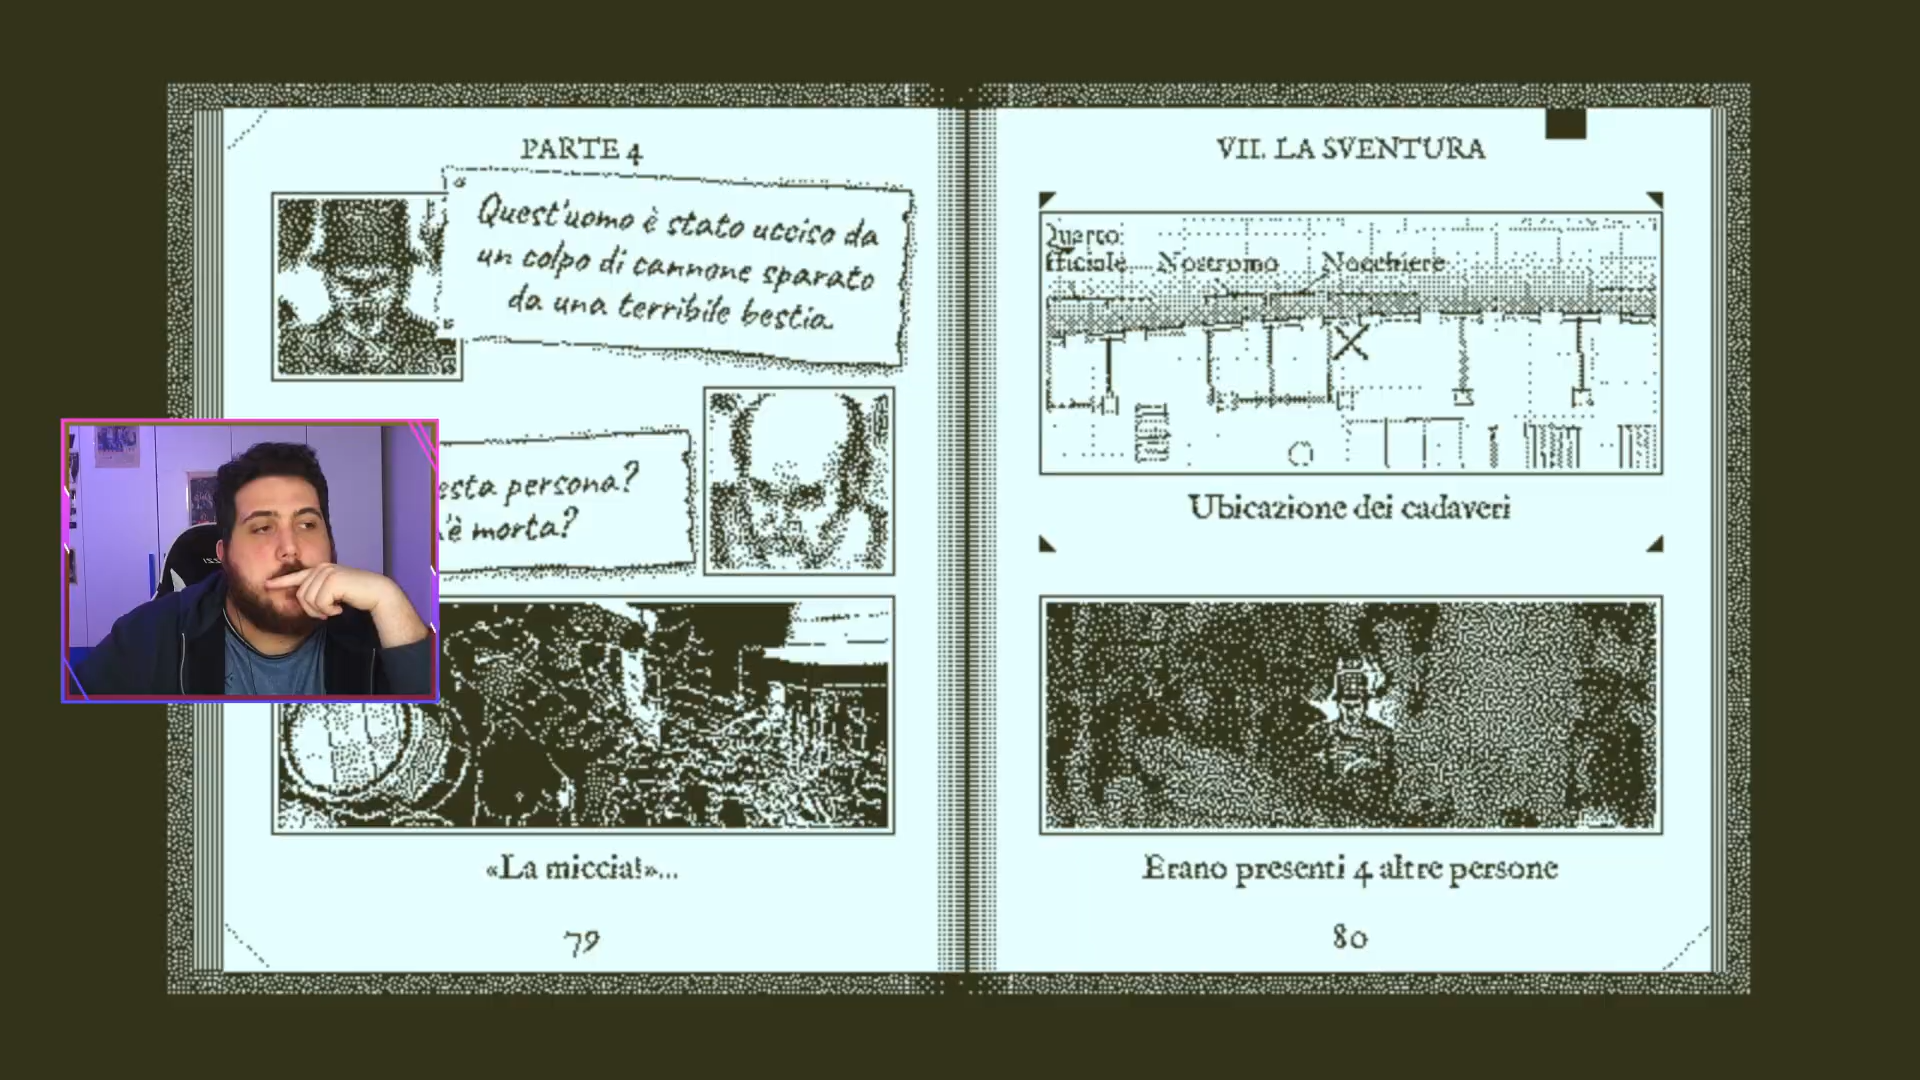 PARTE 4
Quest'uomo è stato ucciso da
un colpo di cannone sparato
da una terribile bestia.
esta persona?
'è morta?
«La miccia!»...
79
VII. LA SVENTURA
Quarto
fficiale
Nostromo
Nocchiere
Ubicazione dei cadaveri
Erano presenti 4 altre persone
80